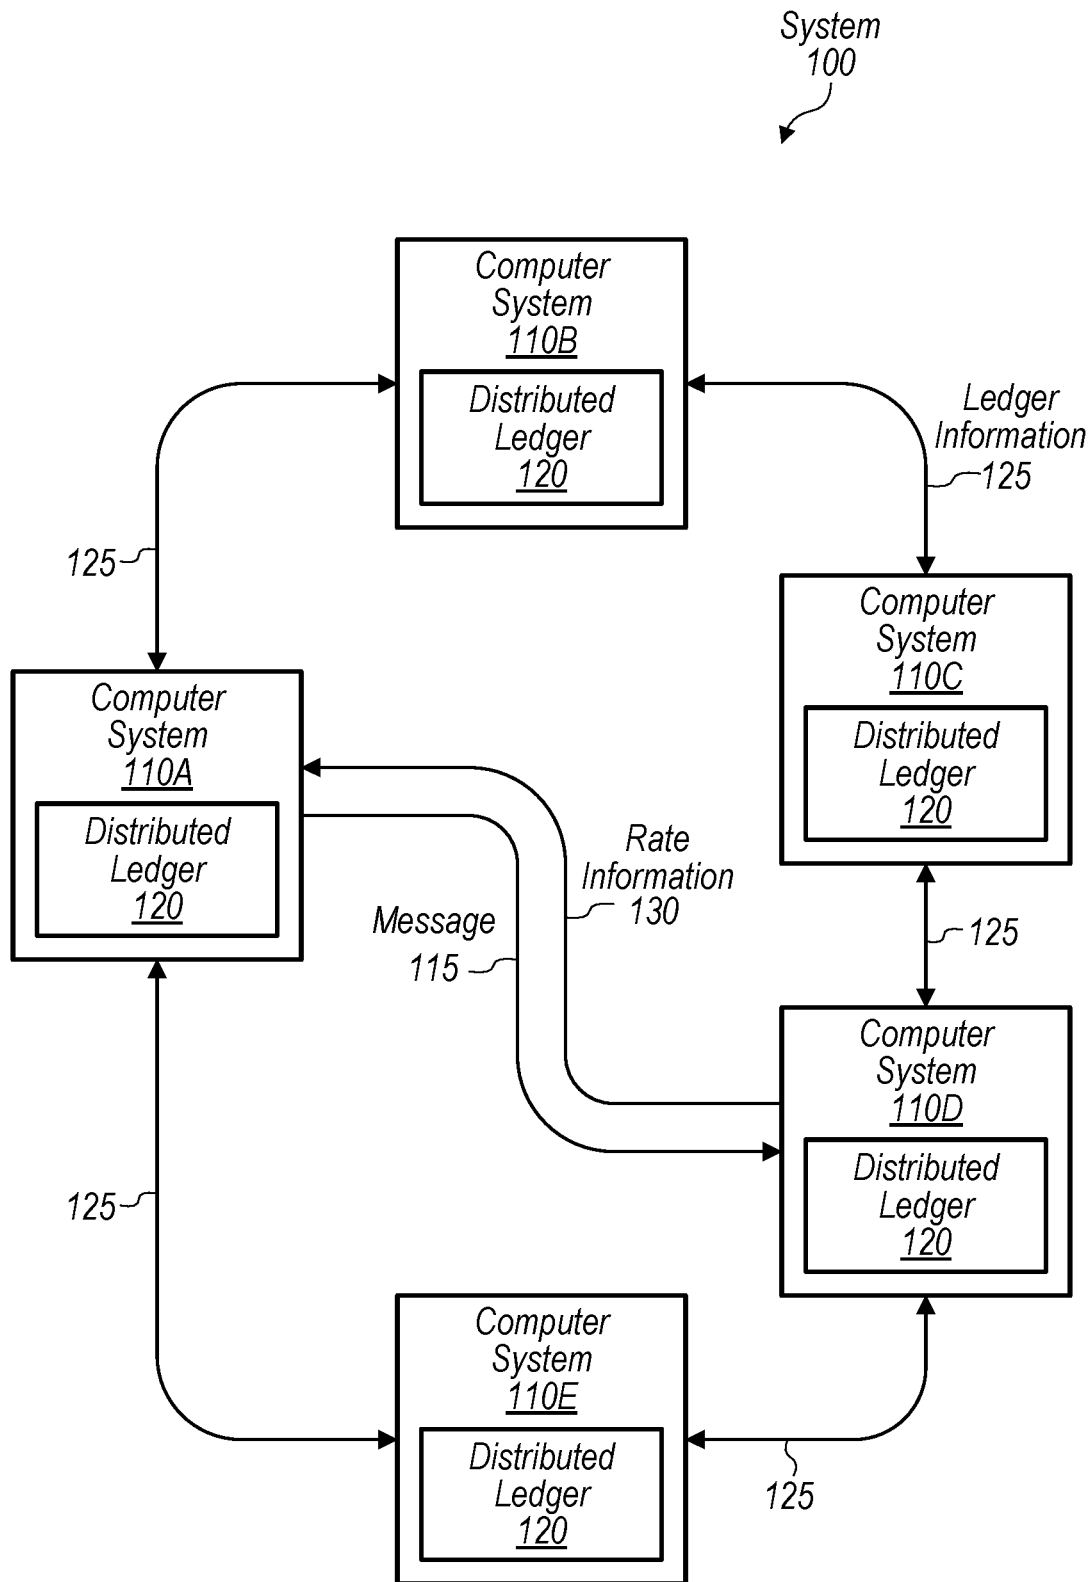 System
100
Computer
System
110B
Distributed
Ledger
120
Ledger
Information
125
125
Computer
System
110C
Distributed
Ledger
120
Computer
System
110A
Distributed
Ledger
120
Rate
Information
130
Message
115
125
Computer
System
110D
Distributed
Ledger
120
125
Computer
System
110E
Distributed
Ledger
120
125